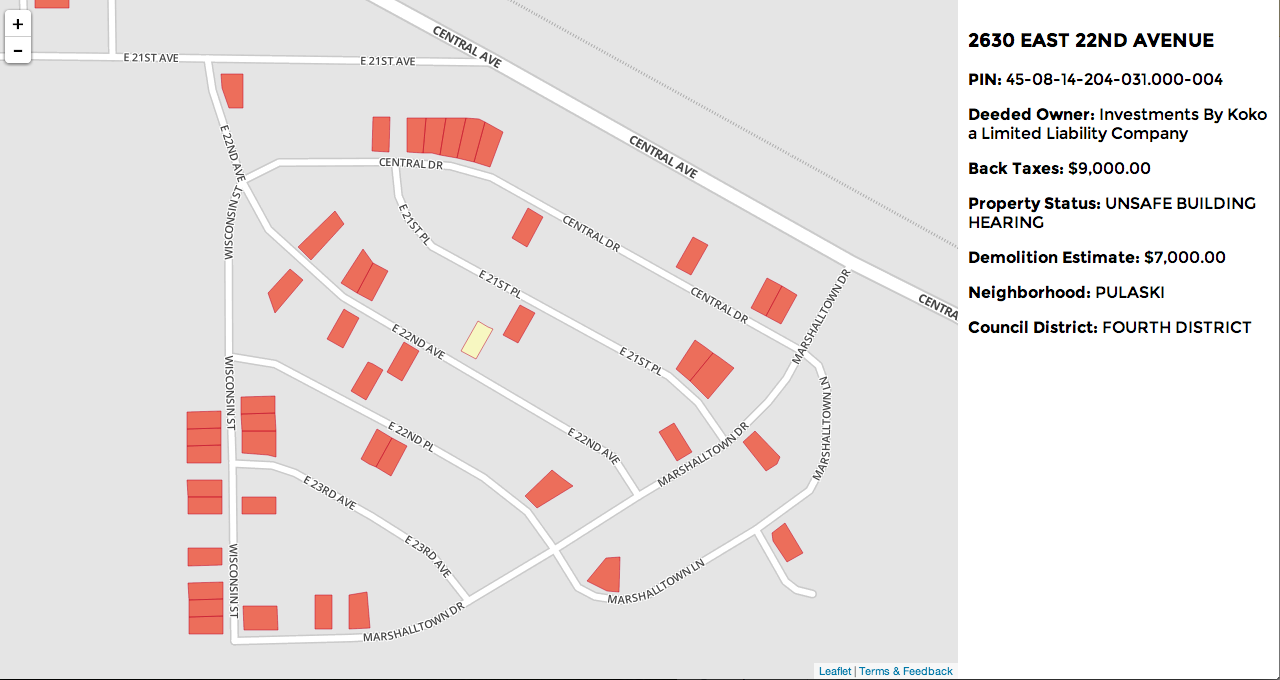 +
−
E 21ST AVE
E 21ST AVE
CENTRAL AVE
CENTRAL AVE
CENTRA
E 22ND AVE
WISCONSIN ST
CENTRAL DR
E 21ST PL
CENTRAL DR
E 21ST PL
CENTRAL DR
MARSHALLTOWN DR
E 22ND AVE
E 21ST PL
WISCONSIN ST
MARSHALLTOWN LN
E 22ND PL
E 22ND AVE
MARSHALLTOWN DR
E 23RD AVE
E 23RD AVE
WISCONSIN ST
MARSHALLTOWN LN
MARSHALLTOWN DR
Leaflet | Terms & Feedback
2630 EAST 22ND AVENUE
PIN: 45-08-14-204-031.000-004
Deeded Owner: Investments By Koko
a Limited Liability Company
Back Taxes: $9,000.00
Property Status: UNSAFE BUILDING
HEARING
Demolition Estimate: $7,000.00
Neighborhood: PULASKI
Council District: FOURTH DISTRICT